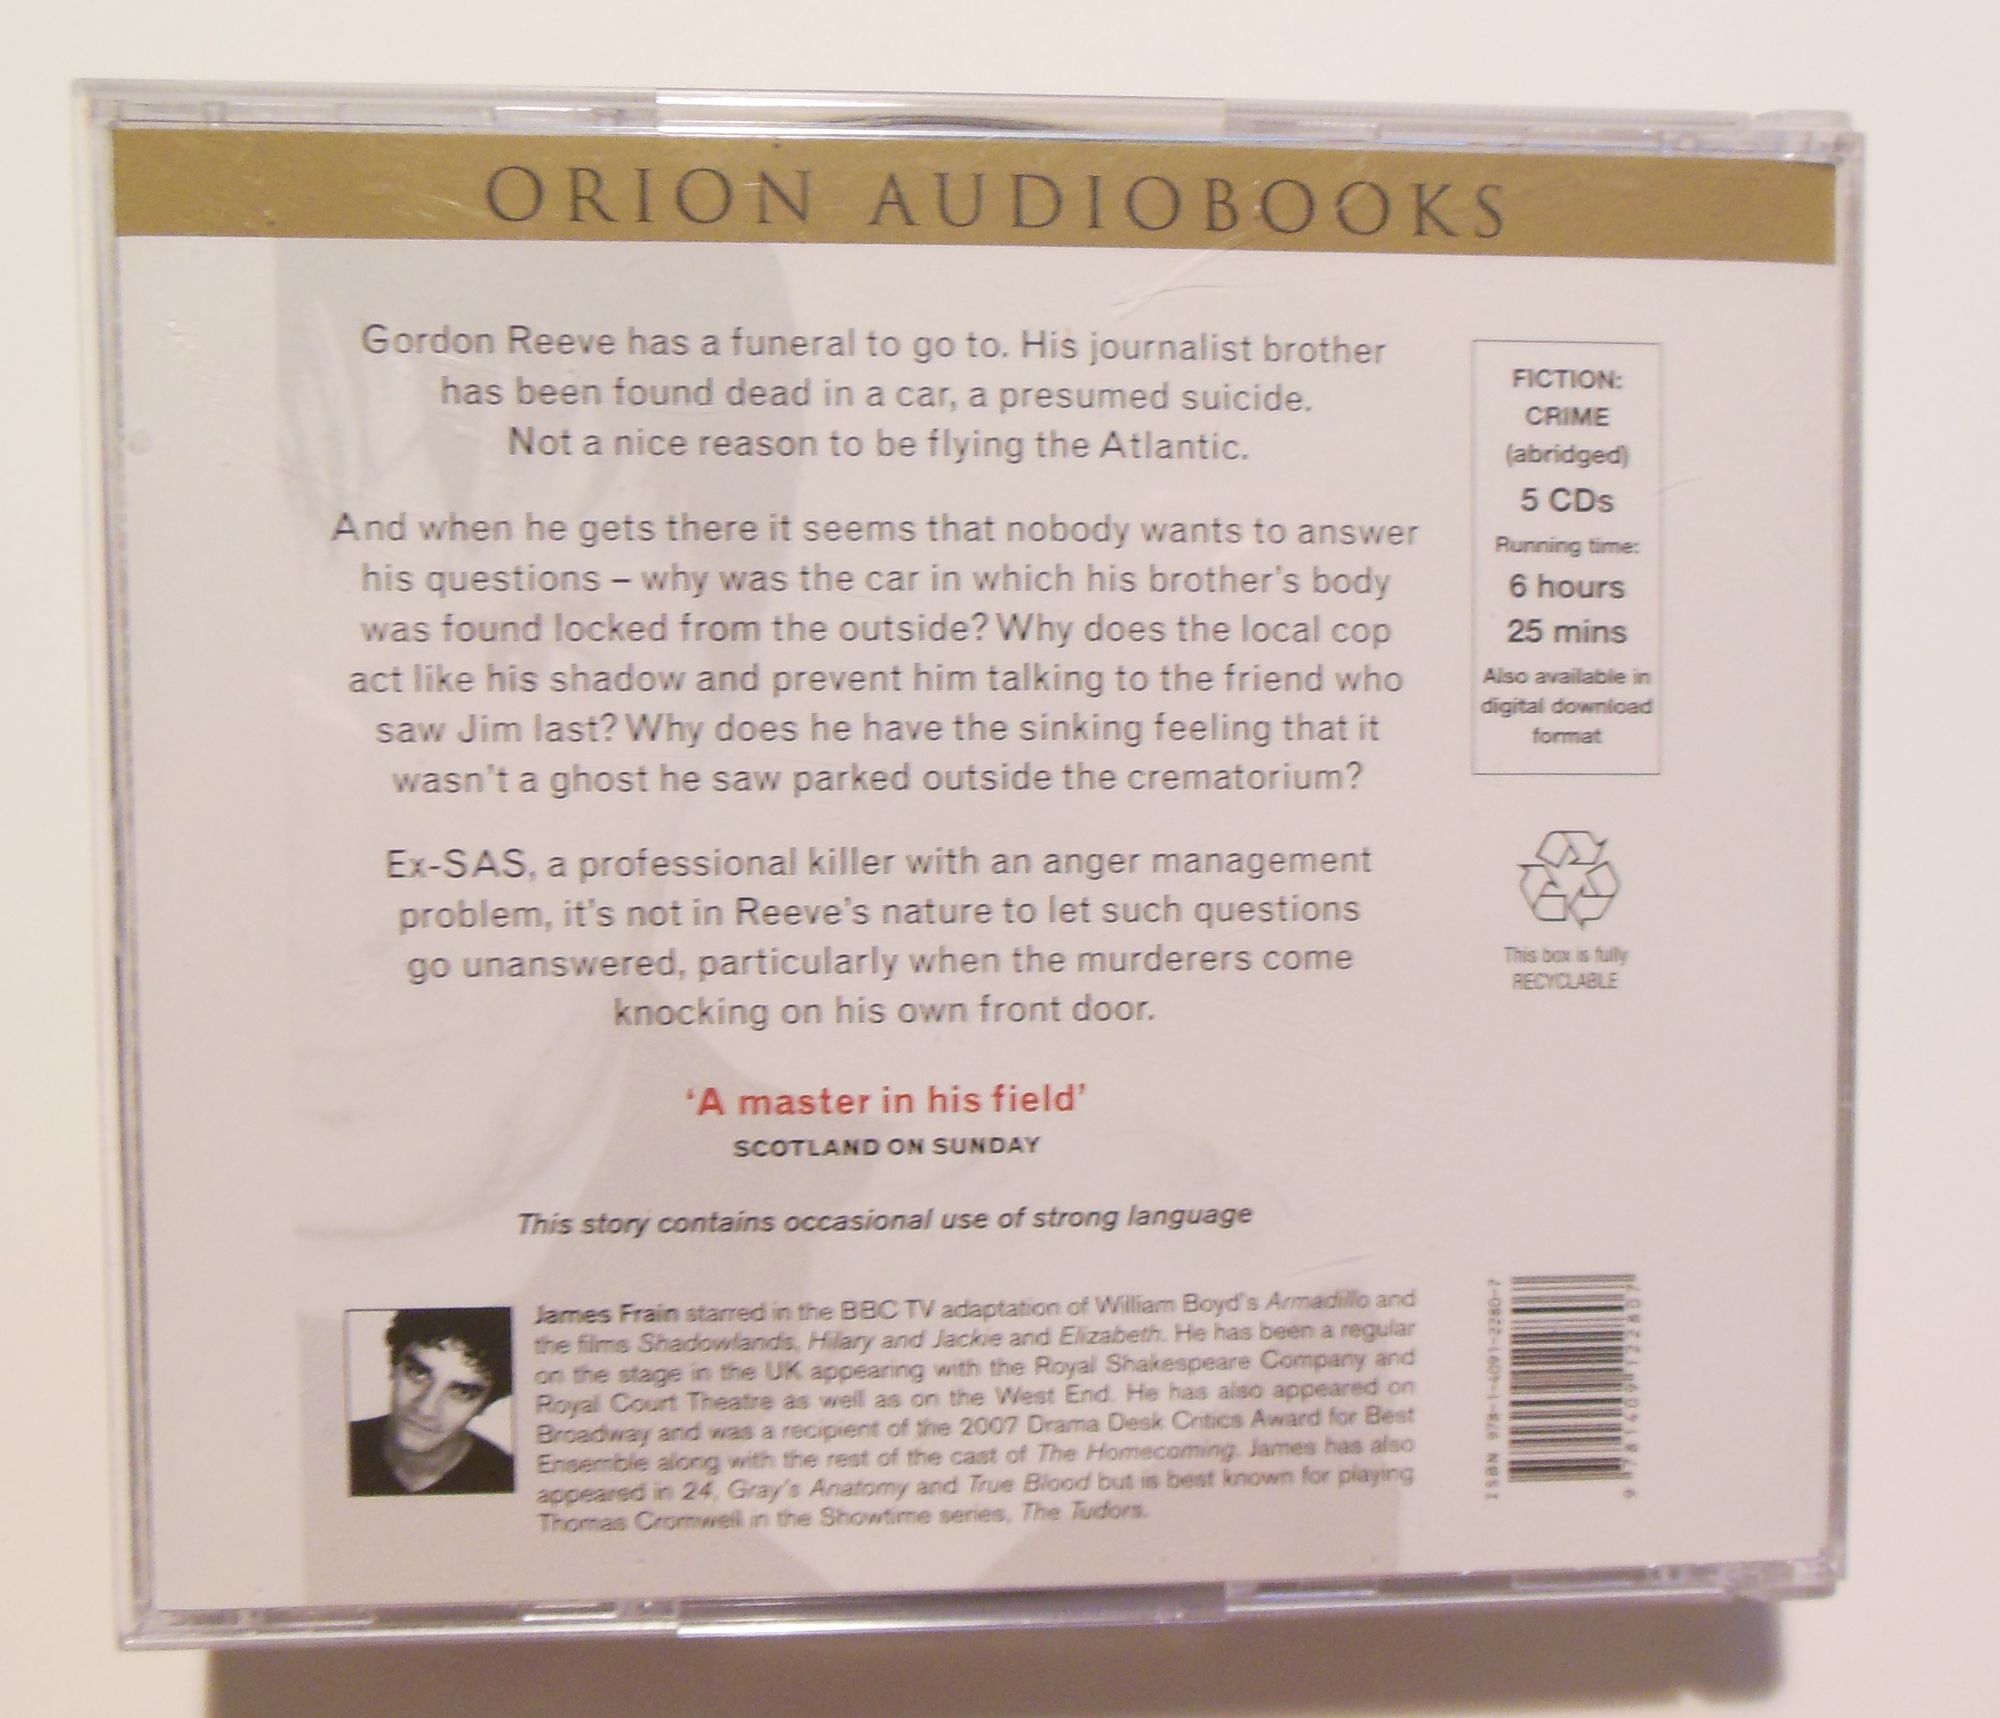 ORION AUDIOBOOKS
Gordon Reeve has a funeral to go to. His journalist brother
has been found dead in a car, a presumed suicide.
Not a nice reason to be flying the Atlantic.
And when he gets there it seems that nobody wants to answer
his questions – why was the car in which his brother's body
was found locked from the outside? Why does the local cop
act like his shadow and prevent him talking to the friend who
saw Jim last? Why does he have the sinking feeling that it
wasn't a ghost he saw parked outside the crematorium?
Ex-SAS, a professional killer with an anger management
problem, it's not in Reeve's nature to let such questions
go unanswered, particularly when the murderers come
knocking on his own front door.
'A master in his field'
SCOTLAND ON SUNDAY
This story contains occasional use of strong language
James Frain starred in the BBC TV adaptation of William Boyd's Armadillo and
the films Shadowlands, Hilary and Jackie and Elizabeth. He has been a regular
on the stage in the UK appearing with the Royal Shakespeare Company and
Royal Court Theatre as well as on the West End. He has also appeared on
Broadway and was a recipient of the 2007 Drama Desk Critics Award for Best
Ensemble along with the rest of the cast of The Homecoming. James has also
appeared in 24, Gray's Anatomy and True Blood but is best known for playing
Thomas Cromwell in the Showtime series, The Tudors.
FICTION:
CRIME
(abridged)
5 CDs
Running time:
6 hours
25 mins
Also available in
digital download
format
This box is fully
RECYCLABLE
ISBN 978-1-4091-2280-7
9 781409 122807